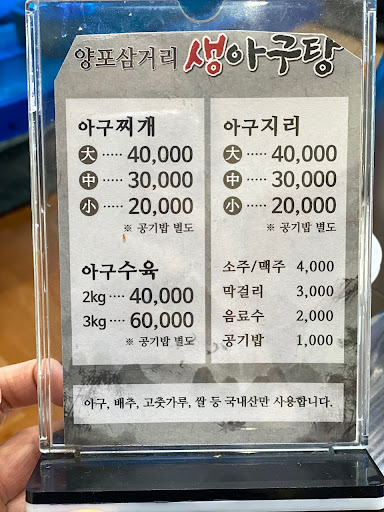 양포삼거리 생아구탕
아구찌개
大 ····· 40,000
中 ····· 30,000
小 ····· 20,000
※ 공기밥 별도
아구지리
大 ····· 40,000
中 ····· 30,000
小 ····· 20,000
※ 공기밥 별도
아구수육
2kg ···· 40,000
3kg ···· 60,000
※ 공기밥 별도
소주/맥주 4,000
막걸리 3,000
음료수 2,000
공기밥 1,000
아구, 배추, 고춧가루, 쌀 등 국내산만 사용합니다.